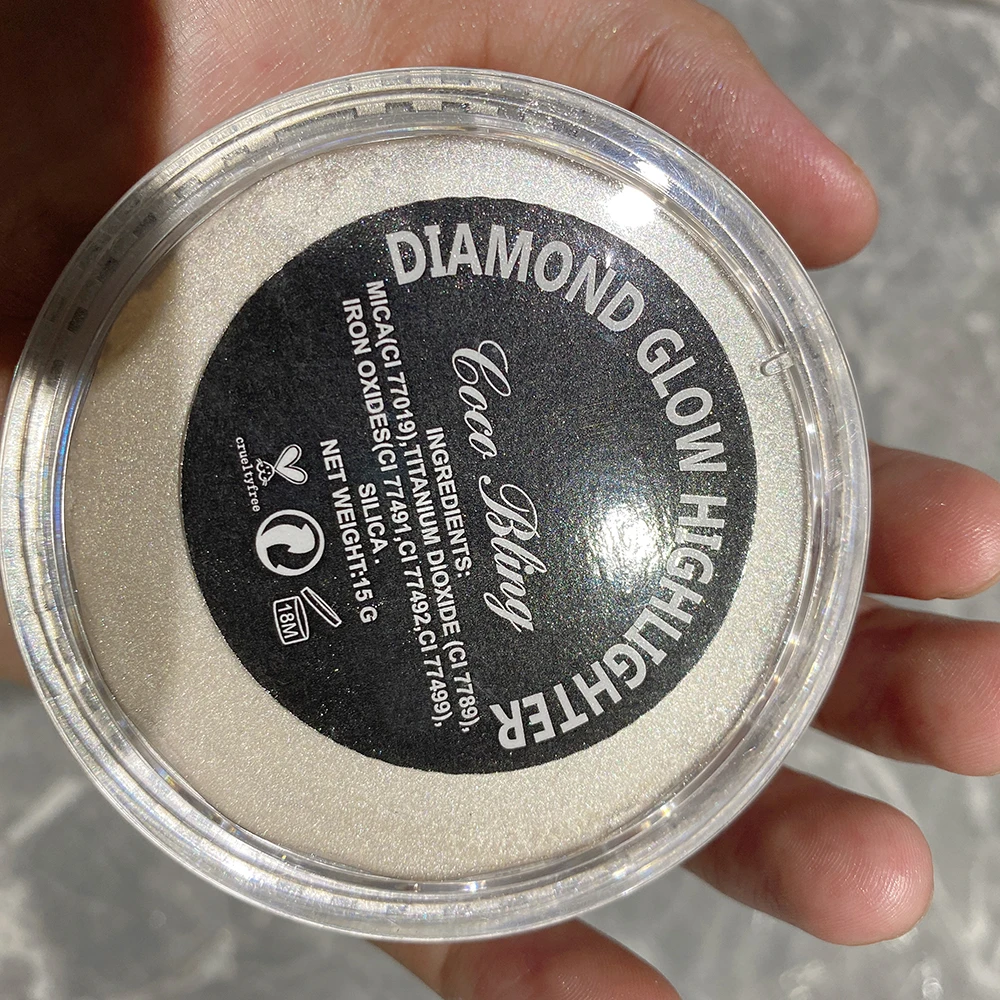 DIAMOND GLOW HIGHLIGHTER
Coco Bling
INGREDIENTS:
MICA(CI 77019),TITANIUM DIOXIDE (CI 7789),
IRON OXIDES(CI 77491,CI 77492,CI 77499),
SILICA.
NET WEIGHT:15 G
crueltyfree
18M